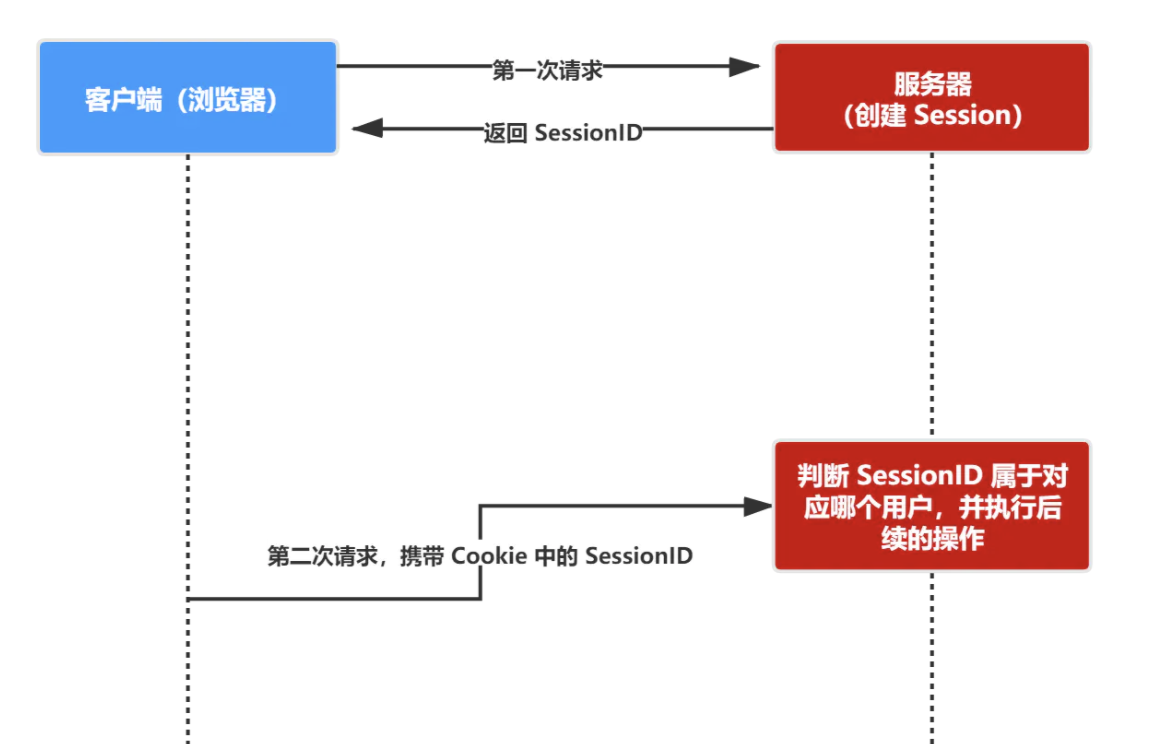 客户端（浏览器）
第一次请求
服务器
（创建 Session）
返回 SessionID
判断 SessionID 属于对
应哪个用户，并执行后
续的操作
第二次请求，携带 Cookie 中的 SessionID